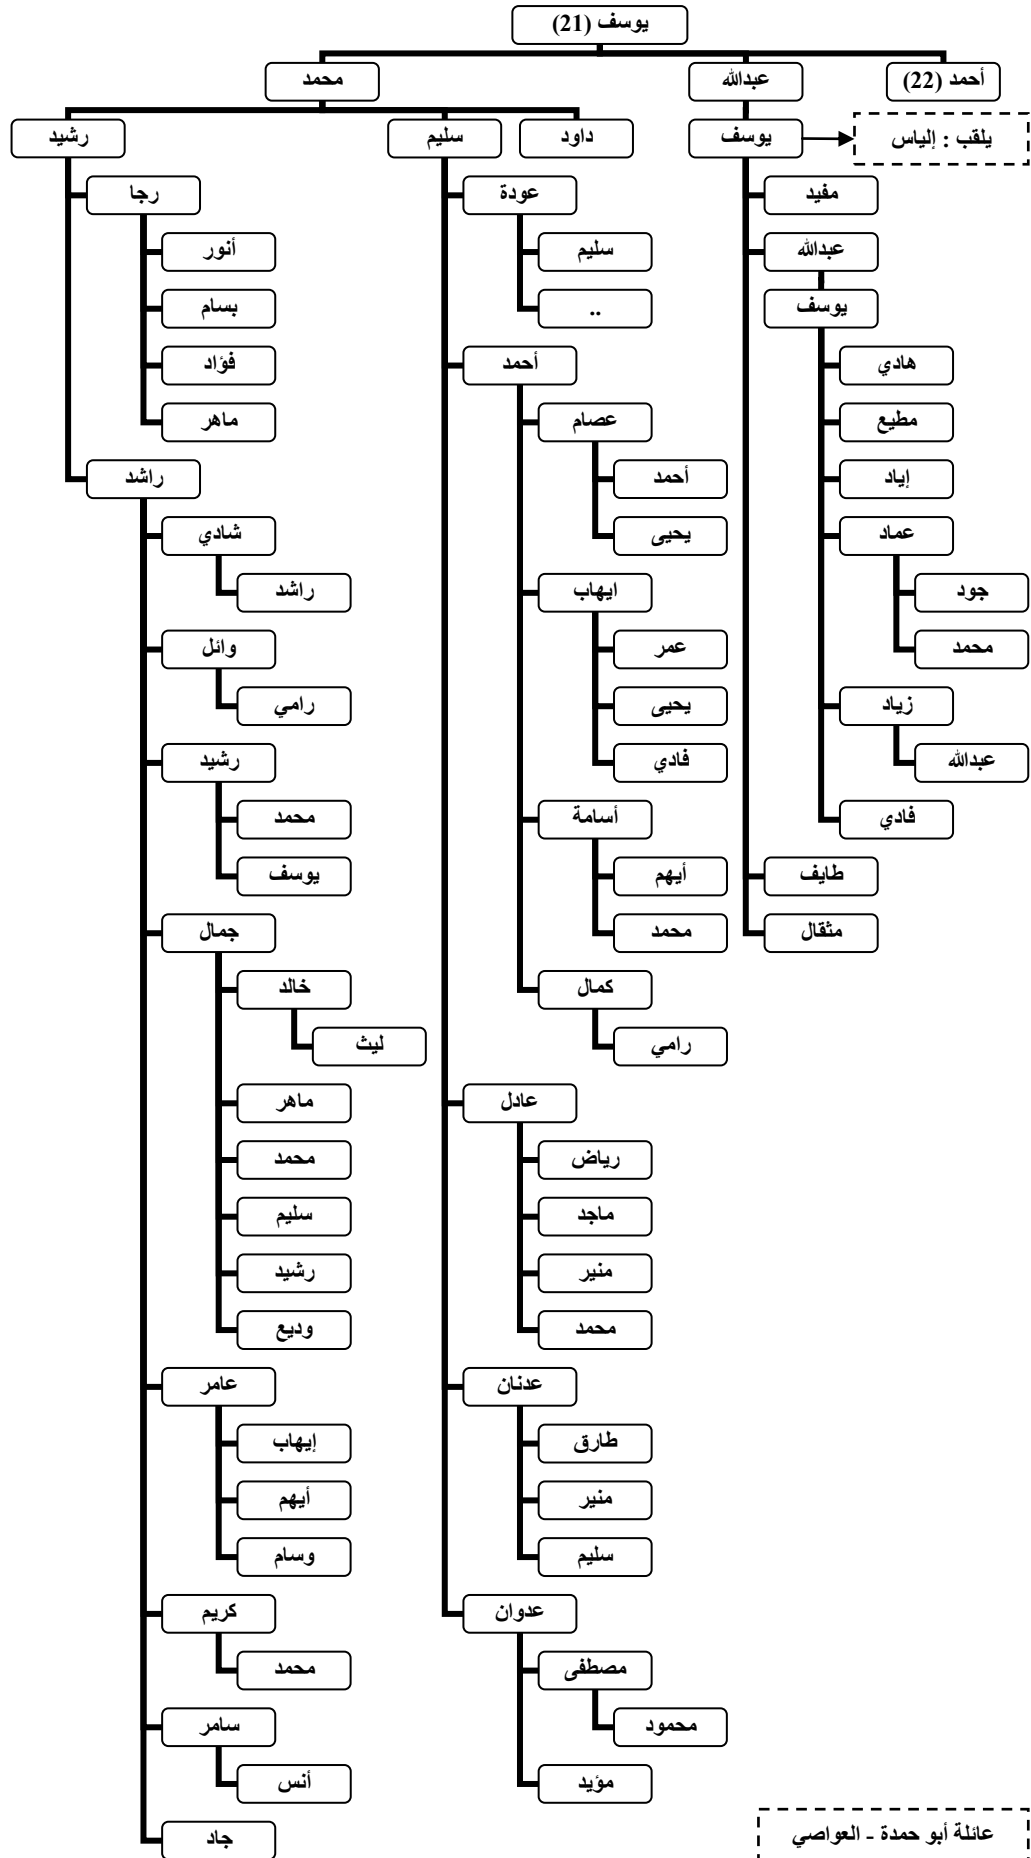 يوسف (21)
أحمد (22)
عبدالله
محمد
يلقب : إلياس
يوسف
داود
سليم
رشيد
مفيد
عودة
رجا
عبدالله
سليم
أنور
يوسف
..
بسام
هادي
أحمد
فؤاد
مطيع
عصام
ماهر
إياد
أحمد
راشد
عماد
يحيى
شادي
جود
ايهاب
راشد
محمد
عمر
وائل
زياد
يحيى
رامي
عبدالله
فادي
رشيد
فادي
أسامة
محمد
طايف
أيهم
يوسف
مثقال
محمد
جمال
كمال
خالد
رامي
ليث
عادل
ماهر
رياض
محمد
ماجد
سليم
منير
رشيد
محمد
وديع
عدنان
عامر
طارق
إيهاب
منير
أيهم
سليم
وسام
عدوان
كريم
مصطفى
محمد
محمود
سامر
مؤيد
أنس
عائلة أبو حمدة - العواصي
جاد